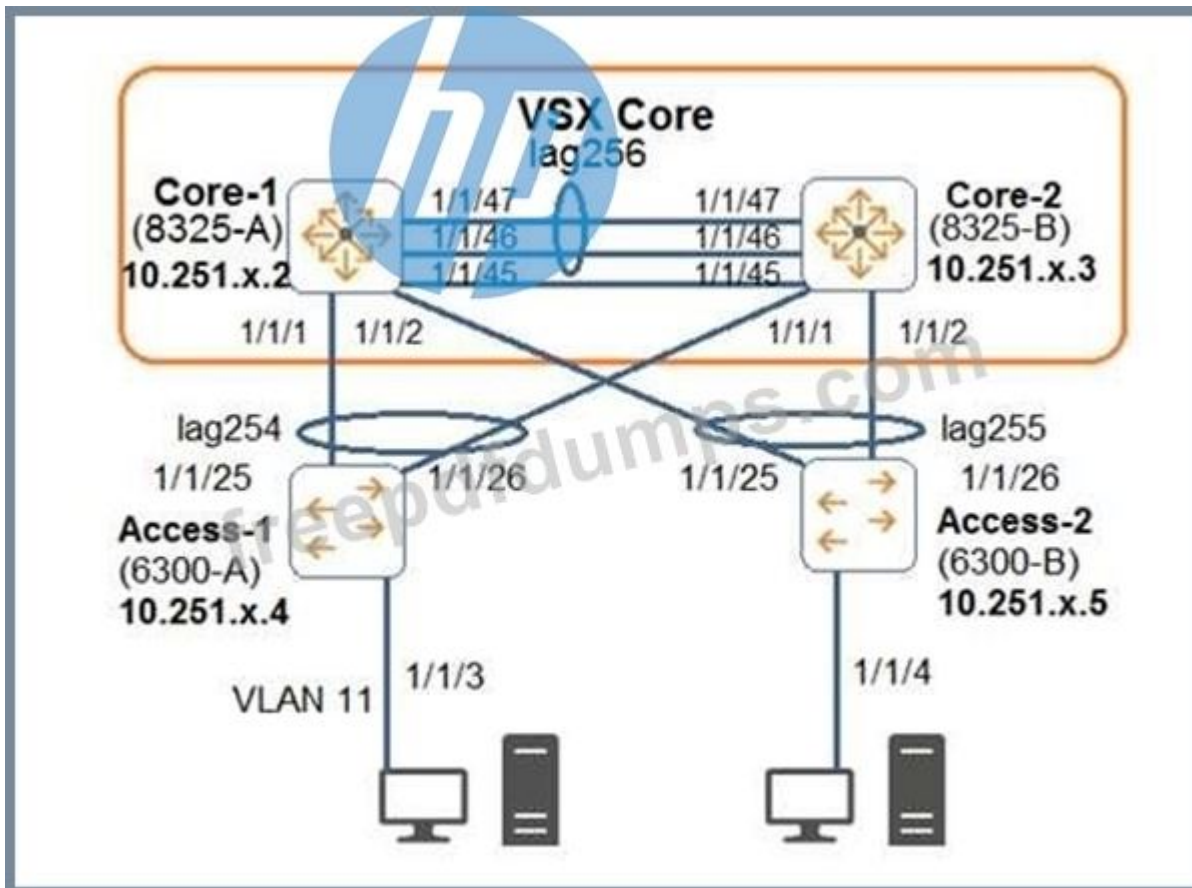 hp
VSX Core
lag256
Core-1
(8325-A)
10.251.x.2
1/1/47
1/1/46
1/1/45
1/1/47
1/1/46
1/1/45
Core-2
(8325-B)
10.251.x.3
1/1/1
1/1/2
1/1/1
1/1/2
freepdfdumps.com
lag254
lag255
1/1/25
1/1/26
1/1/25
1/1/26
Access-1
(6300-A)
10.251.x.4
Access-2
(6300-B)
10.251.x.5
VLAN 11
1/1/3
1/1/4